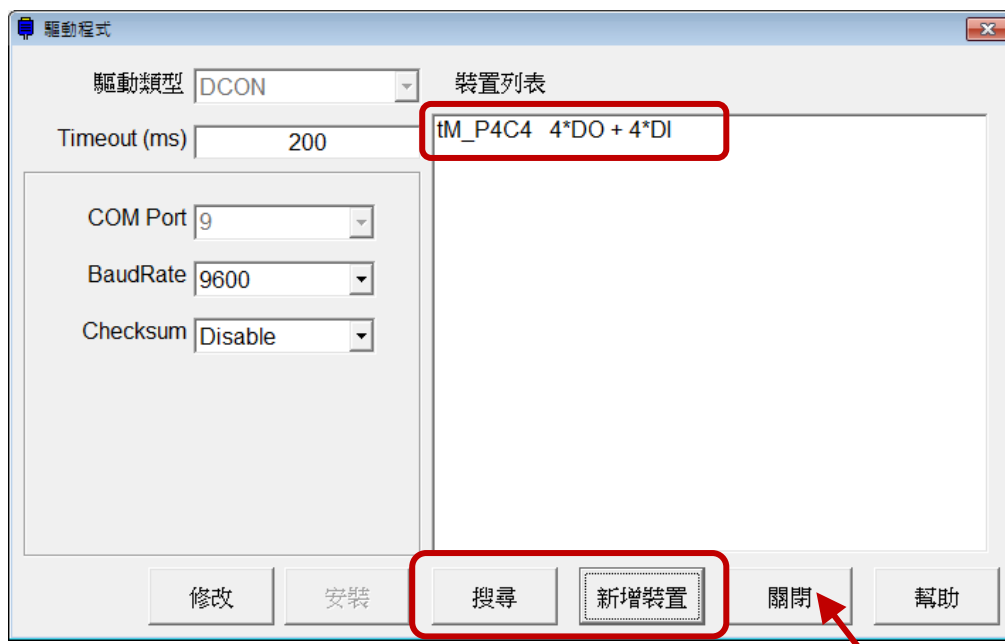 驅動程式
驅動類型 DCON
裝置列表
Timeout (ms) 200
tM_P4C4 4*DO + 4*DI
COM Port 9
BaudRate 9600
Checksum Disable
修改 安裝 搜尋 新增裝置 關閉 幫助